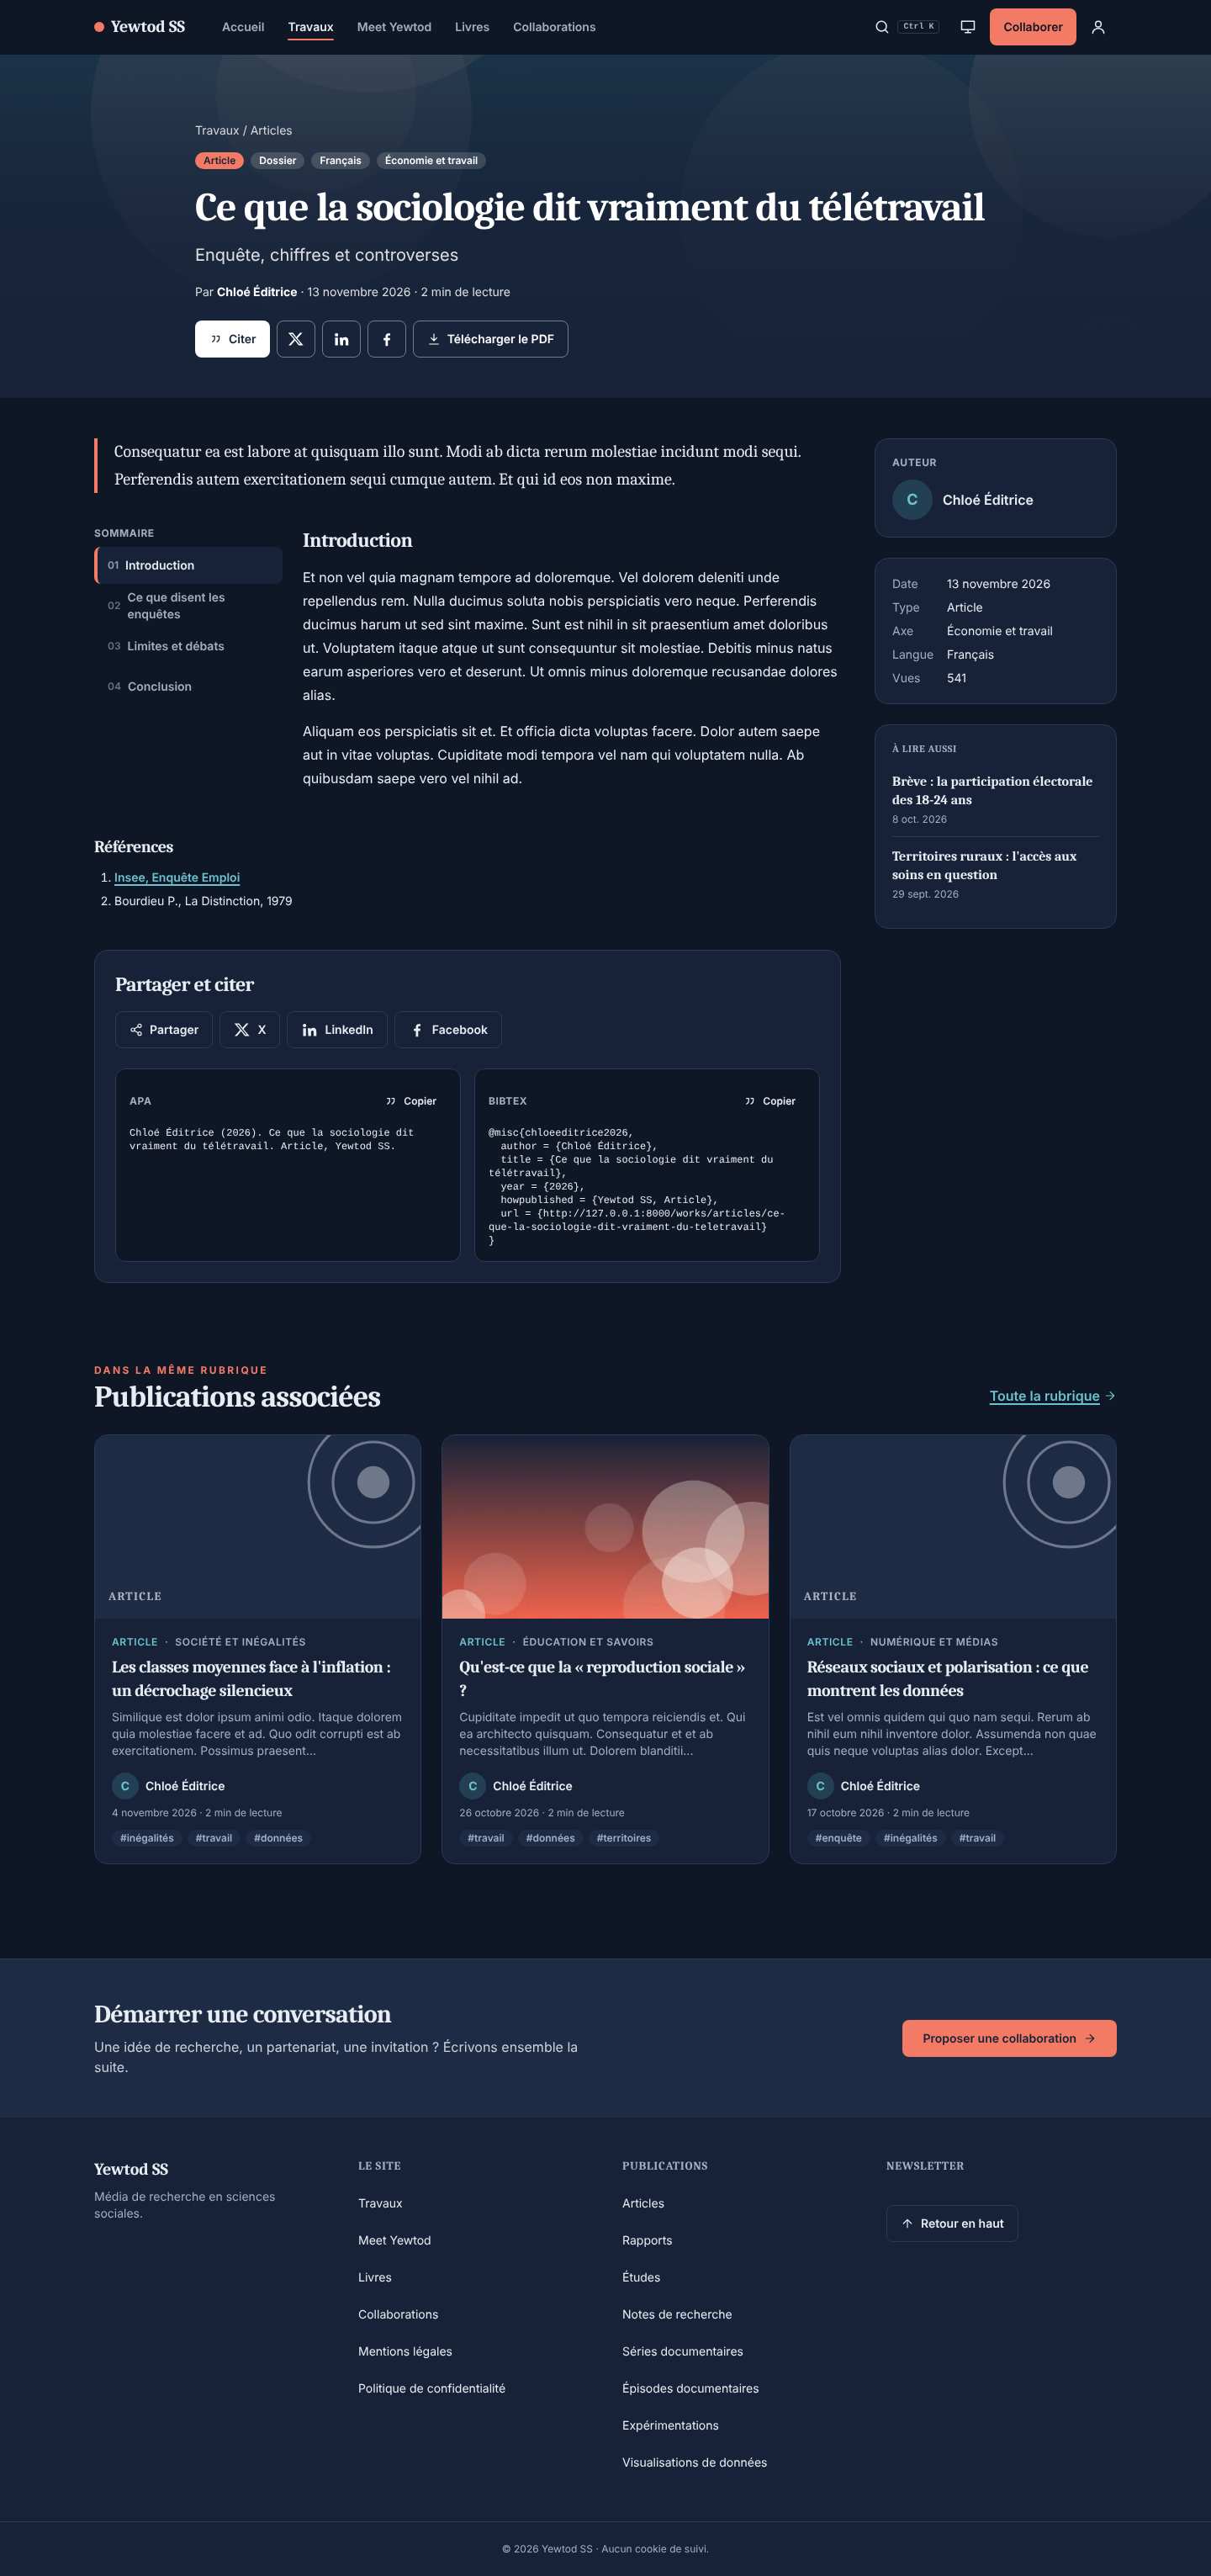 Yewtod SS
Accueil
Travaux
Meet Yewtod
Livres
Collaborations
Ctrl K
Collaborer
Travaux / Articles
Article
Dossier
Français
Économie et travail
Ce que la sociologie dit vraiment du télétravail
Enquête, chiffres et controverses
Par Chloé Éditrice · 13 novembre 2026 · 2 min de lecture
Citer
Télécharger le PDF
Consequatur ea est labore at quisquam illo sunt. Modi ab dicta rerum molestiae incidunt modi sequi.
Perferendis autem exercitationem sequi cumque autem. Et qui id eos non maxime.
SOMMAIRE
01 Introduction
02 Ce que disent les
enquêtes
03 Limites et débats
04 Conclusion
Introduction
Et non vel quia magnam tempore ad doloremque. Vel dolorem deleniti unde
repellendus rem. Nulla ducimus soluta nobis perspiciatis vero neque. Perferendis
ducimus harum ut sed sint maxime. Sunt est nihil in sit praesentium amet doloribus
ut. Voluptatem itaque atque ut sunt consequuntur sit molestiae. Debitis minus natus
earum asperiores vero et deserunt. Ut omnis minus doloremque recusandae dolores
alias.
Aliquam eos perspiciatis sit et. Et officia dicta voluptas facere. Dolor autem saepe
aut in vitae voluptas. Cupiditate modi tempora vel nam qui voluptatem nulla. Ab
quibusdam saepe vero vel nihil ad.
Références
1. Insee, Enquête Emploi
2. Bourdieu P., La Distinction, 1979
Partager et citer
Partager
X
LinkedIn
Facebook
APA
Copier
Chloé Éditrice (2026). Ce que la sociologie dit
vraiment du télétravail. Article, Yewtod SS.
BIBTEX
Copier
@misc{chloeeditrice2026,
author = {Chloé Éditrice},
title = {Ce que la sociologie dit vraiment du
télétravail},
year = {2026},
howpublished = {Yewtod SS, Article},
url = {http://127.0.0.1:8000/works/articles/ce-
que-la-sociologie-dit-vraiment-du-teletravail}
}
AUTEUR
C
Chloé Éditrice
Date 13 novembre 2026
Type Article
Axe Économie et travail
Langue Français
Vues 541
À LIRE AUSSI
Brève : la participation électorale
des 18-24 ans
8 oct. 2026
Territoires ruraux : l'accès aux
soins en question
29 sept. 2026
DANS LA MÊME RUBRIQUE
Publications associées
Toute la rubrique
ARTICLE
ARTICLE · SOCIÉTÉ ET INÉGALITÉS
Les classes moyennes face à l'inflation :
un décrochage silencieux
Similique est dolor ipsum animi odio. Itaque dolorem
quia molestiae facere et ad. Quo odit corrupti est ab
exercitationem. Possimus praesent…
C
Chloé Éditrice
4 novembre 2026 · 2 min de lecture
#inégalités
#travail
#données
ARTICLE · ÉDUCATION ET SAVOIRS
Qu'est-ce que la « reproduction sociale »
?
Cupiditate impedit ut quo tempora reiciendis et. Qui
ea architecto quisquam. Consequatur et et ab
necessitatibus illum ut. Dolorem blanditii…
C
Chloé Éditrice
26 octobre 2026 · 2 min de lecture
#travail
#données
#territoires
ARTICLE
ARTICLE · NUMÉRIQUE ET MÉDIAS
Réseaux sociaux et polarisation : ce que
montrent les données
Est vel omnis quidem qui quo nam sequi. Rerum ab
nihil eum nihil inventore dolor. Assumenda non quae
quis neque voluptas alias dolor. Except…
C
Chloé Éditrice
17 octobre 2026 · 2 min de lecture
#enquête
#inégalités
#travail
Démarrer une conversation
Une idée de recherche, un partenariat, une invitation ? Écrivons ensemble la
suite.
Proposer une collaboration
Yewtod SS
Média de recherche en sciences
sociales.
LE SITE
Travaux
Meet Yewtod
Livres
Collaborations
Mentions légales
Politique de confidentialité
PUBLICATIONS
Articles
Rapports
Études
Notes de recherche
Séries documentaires
Épisodes documentaires
Expérimentations
Visualisations de données
NEWSLETTER
Retour en haut
© 2026 Yewtod SS · Aucun cookie de suivi.